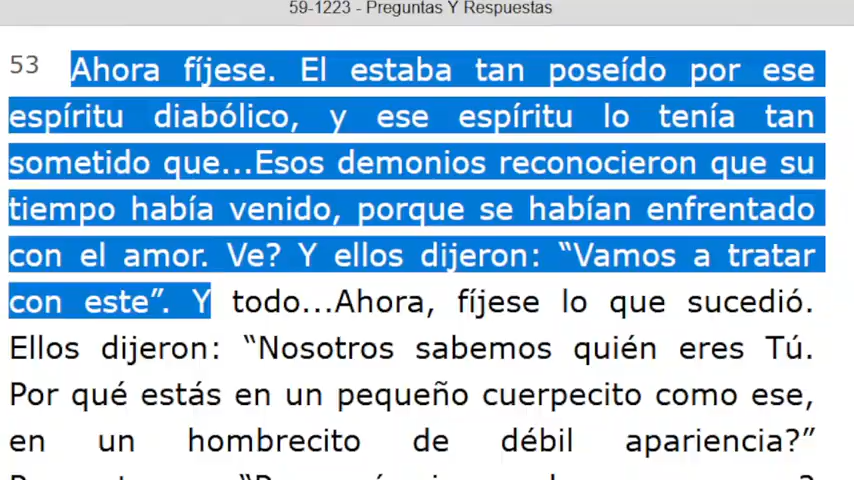 59-1223 - Preguntas Y Respuestas
53 Ahora fíjese. El estaba tan poseído por ese
espíritu diabólico, y ese espíritu lo tenía tan
sometido que...Esos demonios reconocieron que su
tiempo había venido, porque se habían enfrentado
con el amor. Ve? Y ellos dijeron: “Vamos a tratar
con este”. Y todo...Ahora, fíjese lo que sucedió.
Ellos dijeron: “Nosotros sabemos quién eres Tú.
Por qué estás en un pequeño cuerpecito como ese,
en un hombrecito de débil apariencia?”